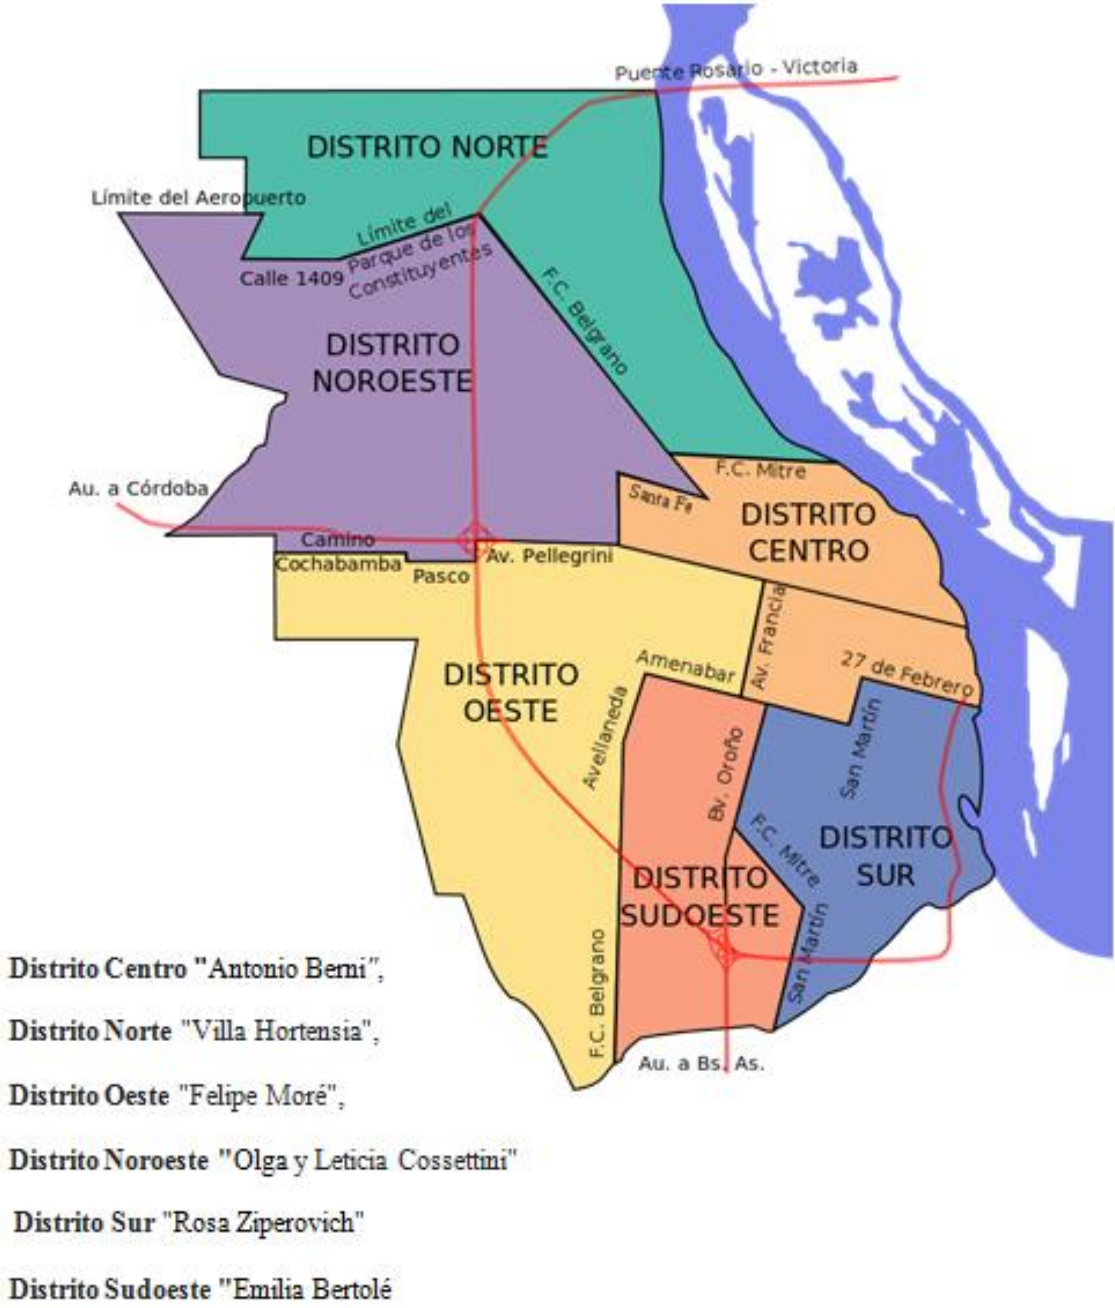 Puente Rosario - Victoria
DISTRITO NORTE
Límite del Aeropuerto
Límite del
Parque de los
Constituyentes
Calle 1409
F.C. Belgrano
DISTRITO
NOROESTE
F.C. Mitre
Au. a Córdoba
Santa Fe
DISTRITO
CENTRO
Camino
Cochabamba
Pasco
Av. Pellegrini
Av. Francia
Amenabar
27 de Febrero
DISTRITO
OESTE
Avellaneda
Bv. Oroño
San Martín
F.C. Mitre
DISTRITO
SUR
DISTRITO
SUDOESTE
San Martín
F.C. Belgrano
Au. a Bs. As.
Distrito Centro "Antonio Berni",
Distrito Norte "Villa Hortensia",
Distrito Oeste "Felipe Moré",
Distrito Noroeste "Olga y Leticia Cossettini"
Distrito Sur "Rosa Ziperovich"
Distrito Sudoeste "Emilia Bertolé